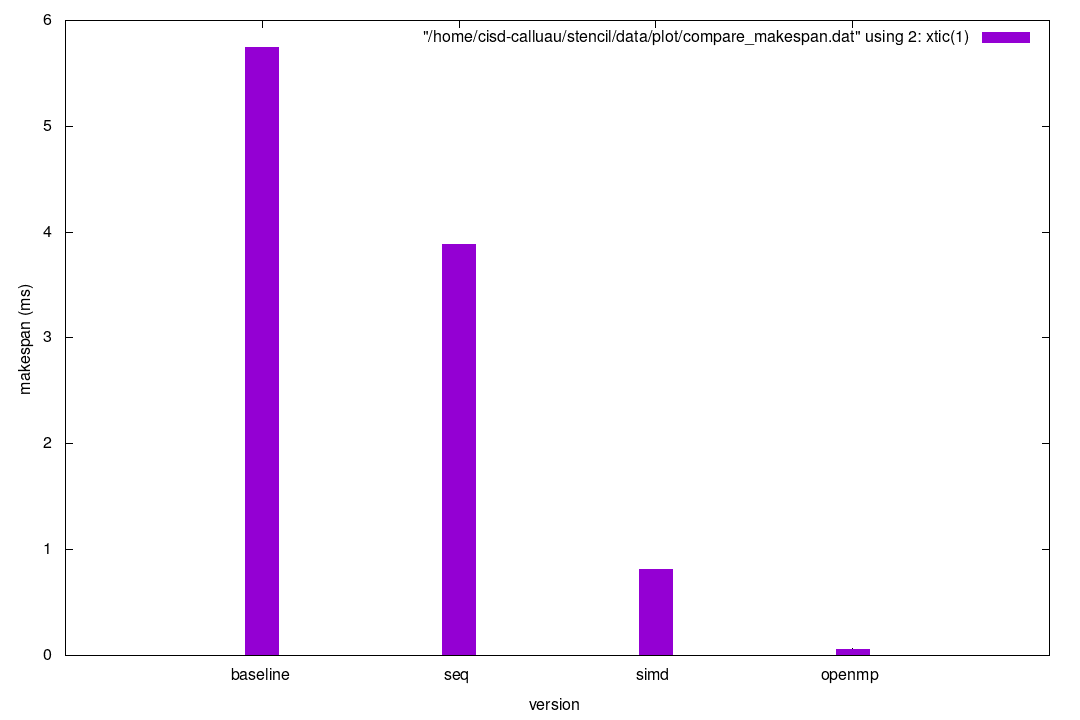 "/home/cisd-calluau/stencil/data/plot/compare_makespan.dat" using 2: xtic(1)
6
5
4
3
2
1
0
makespan (ms)
baseline seq simd openmp
version